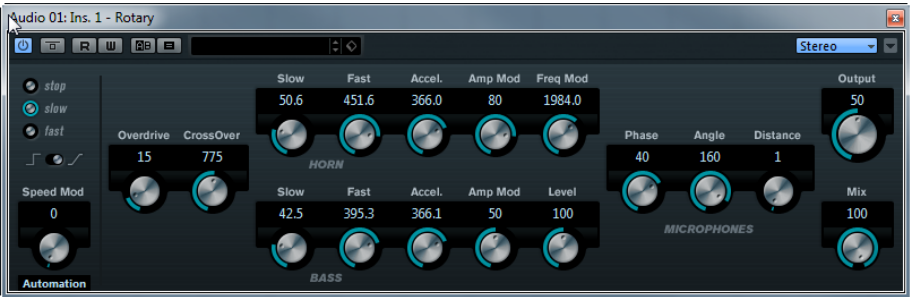 Audio 01: Ins. 1 - Rotary
R W AB Stereo
stop
slow
fast
Speed Mod
0
Automation
Overdrive CrossOver
15 775
Slow Fast Accel. Amp Mod Freq Mod
50.6 451.6 366.0 80 1984.0
HORN
Slow Fast Accel. Amp Mod Level
42.5 395.3 366.1 50 100
BASS
Phase Angle Distance
40 160 1
MICROPHONES
Output
50
Mix
100